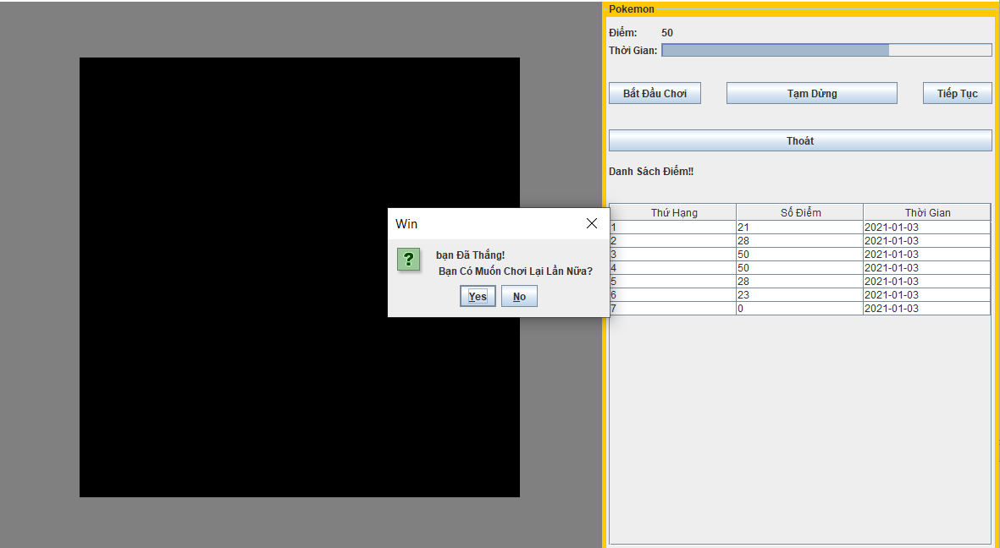 Pokemon
Điểm: 50
Thời Gian:
Bắt Đầu Chơi Tạm Dừng Tiếp Tục
Thoát
Danh Sách Điểm!!
Thứ Hạng Số Điểm Thời Gian
1 21 2021-01-03
2 28 2021-01-03
3 50 2021-01-03
4 50 2021-01-03
5 28 2021-01-03
6 23 2021-01-03
7 0 2021-01-03
Win
?
bạn Đã Thắng!
Bạn Có Muốn Chơi Lại Lần Nữa?
Yes No